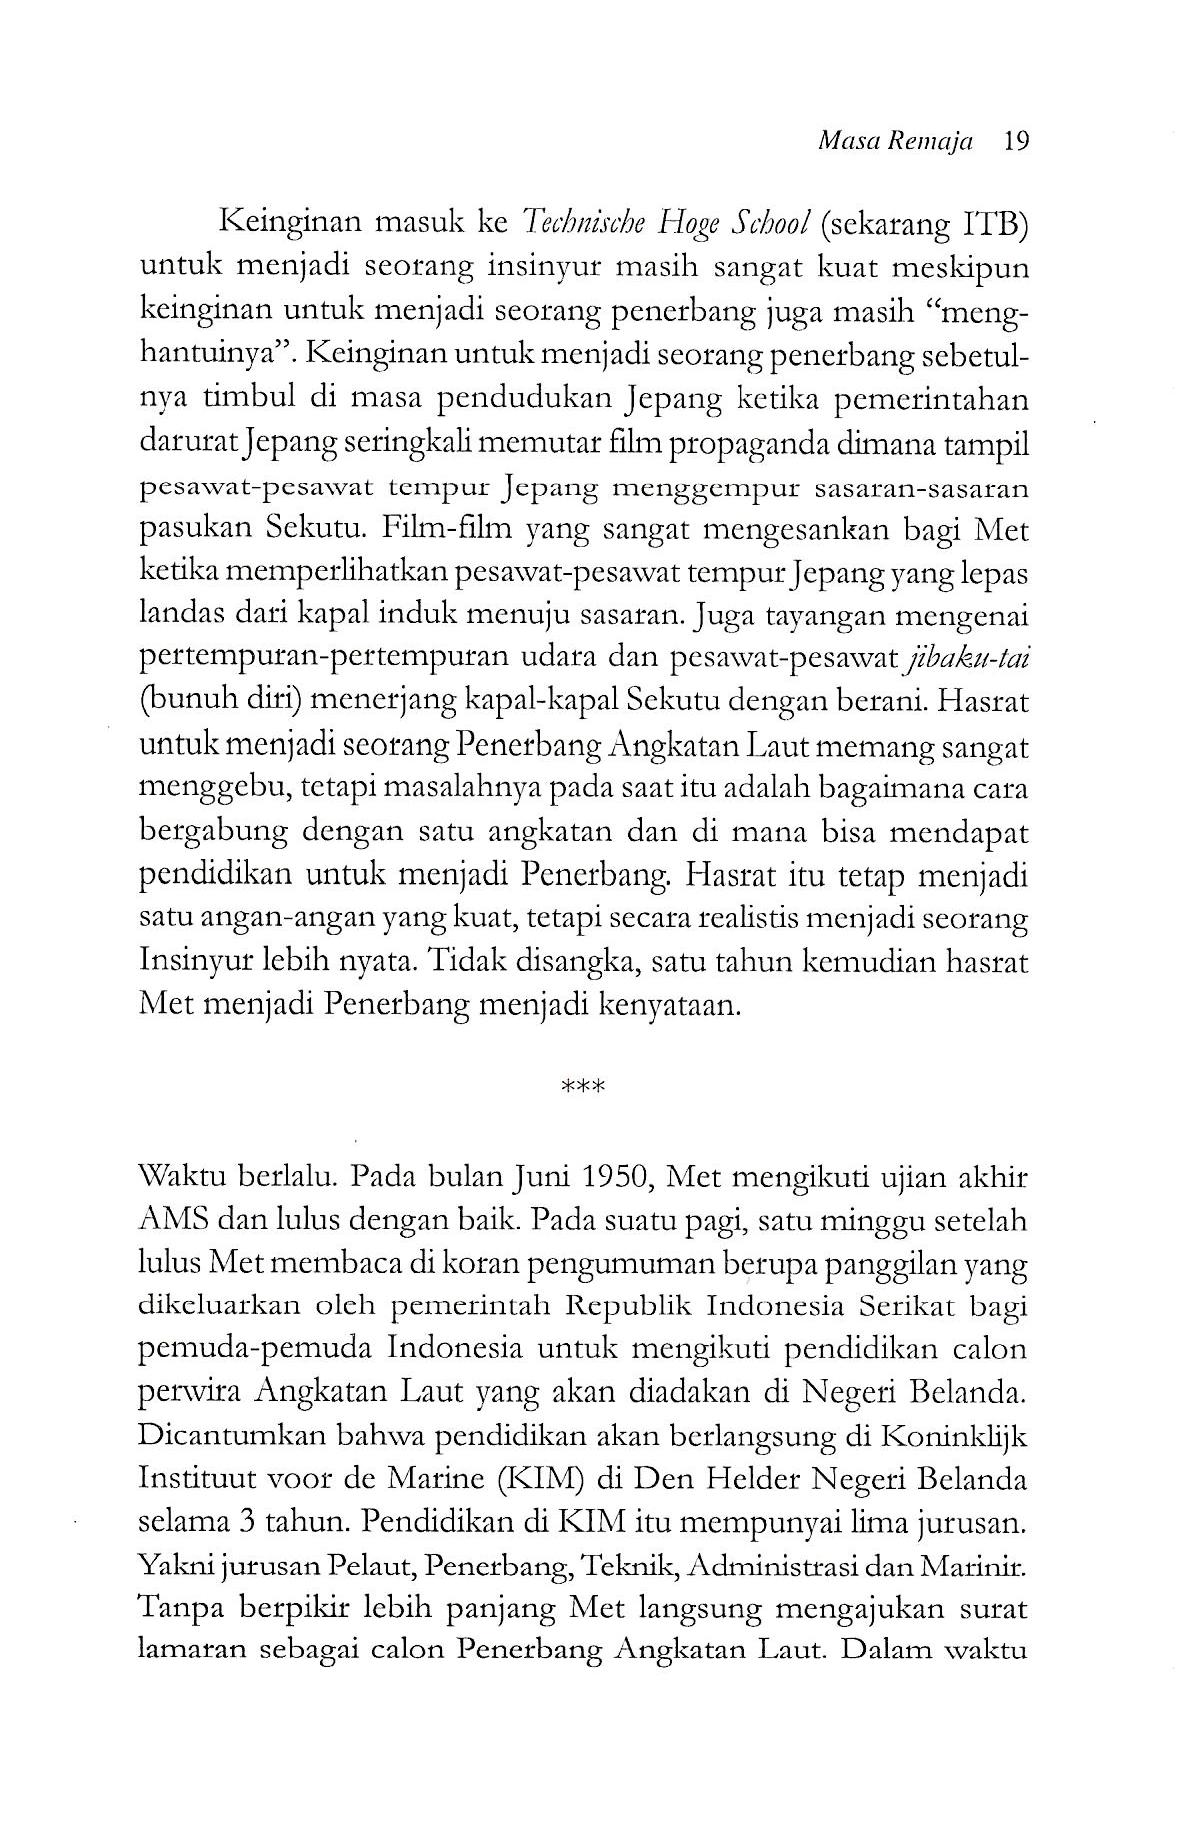 Masa Remaja 19
Keinginan masuk ke Technische Hoge School (sekarang ITB)
untuk menjadi seorang insinyur masih sangat kuat meskipun
keinginan untuk menjadi seorang penerbang juga masih “meng-
hantuinya”. Keinginan untuk menjadi seorang penerbang sebetul-
nya timbul di masa pendudukan Jepang ketika pemerintahan
darurat Jepang seringkali memutar film propaganda dimana tampil
pesawat-pesawat tempur Jepang menggempur sasaran-sasaran
pasukan Sekutu. Film-film yang sangat mengesankan bagi Met
ketika memperlihatkan pesawat-pesawat tempur Jepang yang lepas
landas dari kapal induk menuju sasaran. Juga tayangan mengenai
pertempuran-pertempuran udara dan pesawat-pesawat jibaku-tai
(bunuh diri) menerjang kapal-kapal Sekutu dengan berani. Hasrat
untuk menjadi seorang Penerbang Angkatan Laut memang sangat
menggebu, tetapi masalahnya pada saat itu adalah bagaimana cara
bergabung dengan satu angkatan dan di mana bisa mendapat
pendidikan untuk menjadi Penerbang. Hasrat itu tetap menjadi
satu angan-angan yang kuat, tetapi secara realistis menjadi seorang
Insinyur lebih nyata. Tidak disangka, satu tahun kemudian hasrat
Met menjadi Penerbang menjadi kenyataan.
***
Waktu berlalu. Pada bulan Juni 1950, Met mengikuti ujian akhir
AMS dan lulus dengan baik. Pada suatu pagi, satu minggu setelah
lulus Met membaca di koran pengumuman berupa panggilan yang
dikeluarkan oleh pemerintah Republik Indonesia Serikat bagi
pemuda-pemuda Indonesia untuk mengikuti pendidikan calon
perwira Angkatan Laut yang akan diadakan di Negeri Belanda.
Dicantumkan bahwa pendidikan akan berlangsung di Koninklijk
Instituut voor de Marine (KIM) di Den Helder Negeri Belanda
selama 3 tahun. Pendidikan di KIM itu mempunyai lima jurusan.
Yakni jurusan Pelaut, Penerbang, Teknik, Administrasi dan Marinir.
Tanpa berpikir lebih panjang Met langsung mengajukan surat
lamaran sebagai calon Penerbang Angkatan Laut. Dalam waktu